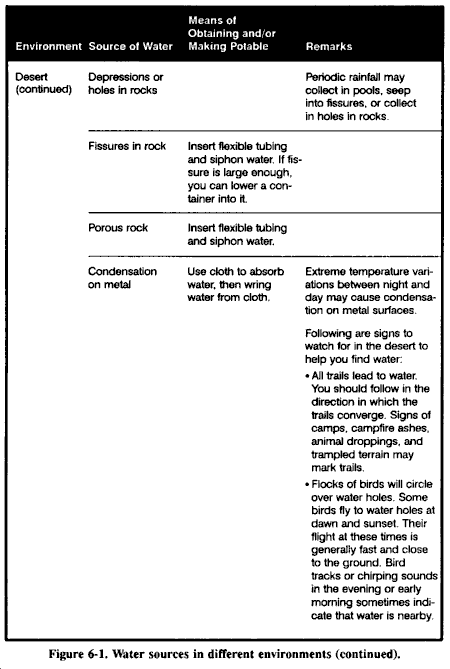 Means of
Obtaining and/or
Environment Source of Water Making Potable Remarks
Desert
(continued)
Depressions or
holes in rocks
Periodic rainfall may
collect in pools, seep
into fissures, or collect
in holes in rocks.
Fissures in rock
Insert flexible tubing
and siphon water. If fis-
sure is large enough,
you can lower a con-
tainer into it.
Porous rock
Insert flexible tubing
and siphon water.
Condensation
on metal
Use cloth to absorb
water, then wring
water from cloth.
Extreme temperature vari-
ations between night and
day may cause condensa-
tion on metal surfaces.
Following are signs to
watch for in the desert to
help you find water:
• All trails lead to water.
You should follow in the
direction in which the
trails converge. Signs of
camps, campfire ashes,
animal droppings, and
trampled terrain may
mark trails.
• Flocks of birds will circle
over water holes. Some
birds fly to water holes at
dawn and sunset. Their
flight at these times is
generally fast and close
to the ground. Bird
tracks or chirping sounds
in the evening or early
morning sometimes indi-
cate that water is nearby.
Figure 6-1. Water sources in different environments (continued).